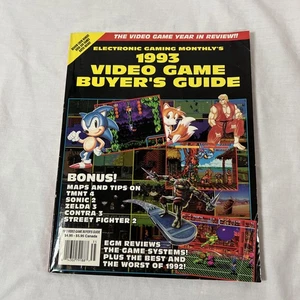 THE VIDEO GAME YEAR IN REVIEW!!
ELECTRONIC GAMING MONTHLY'S
1993
VIDEO GAME
BUYER'S GUIDE
BONUS!
MAPS AND TIPS ON
TMNT 4
SONIC 2
ZELDA 3
CONTRA 3
STREET FIGHTER 2
EGM REVIEWS
THE GAME SYSTEMS!
PLUS THE BEST AND
THE WORST OF 1992!